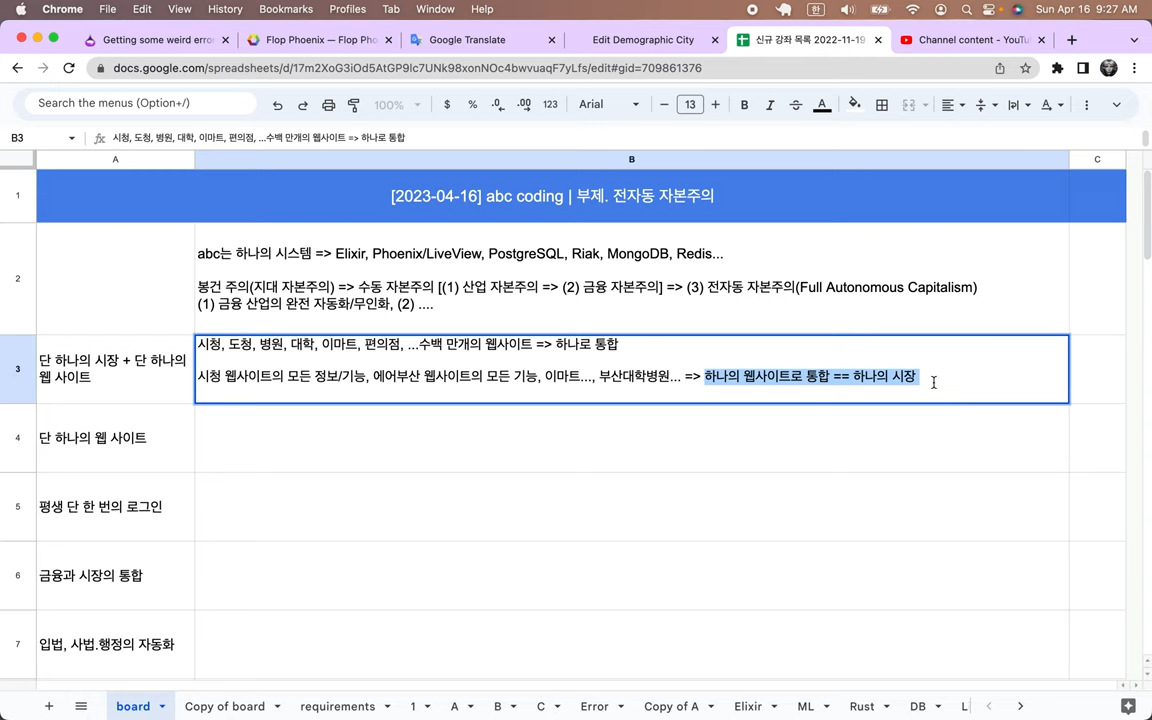 Chrome File Edit View History Bookmarks Profiles Tab Window Help 한 Sun Apr 16 9:27 AM
Getting some weird error Flop Phoenix — Flop Pho Google Translate Edit Demographic City 신규 강좌 목록 2022-11-19 Channel content - YouTu
docs.google.com/spreadsheets/d/17m2XoG3iOd5AtGP9lc7UNk98xonNOc4bwvuaqF7yLfs/edit#gid=709861376
Search the menus (Option+/) 100% $ % .0 .00 123 Arial 13 B I A
B3 fx 시청, 도청, 병원, 대학, 이마트, 편의점, ...수백 만개의 웹사이트 => 하나로 통합
A B C
1 [2023-04-16] abc coding | 부제. 전자동 자본주의
abc는 하나의 시스템 => Elixir, Phoenix/LiveView, PostgreSQL, Riak, MongoDB, Redis...
2
봉건 주의(지대 자본주의) => 수동 자본주의 [(1) 산업 자본주의 => (2) 금융 자본주의] => (3) 전자동 자본주의(Full Autonomous Capitalism)
(1) 금융 산업의 완전 자동화/무인화, (2) ....
시청, 도청, 병원, 대학, 이마트, 편의점, ...수백 만개의 웹사이트 => 하나로 통합
3 단 하나의 시장 + 단 하나의
웹 사이트
시청 웹사이트의 모든 정보/기능, 에어부산 웹사이트의 모든 기능, 이마트..., 부산대학병원... => 하나의 웹사이트로 통합 == 하나의 시장
4 단 하나의 웹 사이트
5 평생 단 한 번의 로그인
6 금융과 시장의 통합
7 입법, 사법.행정의 자동화
board Copy of board requirements 1 A B C Error Copy of A Elixir ML Rust DB L